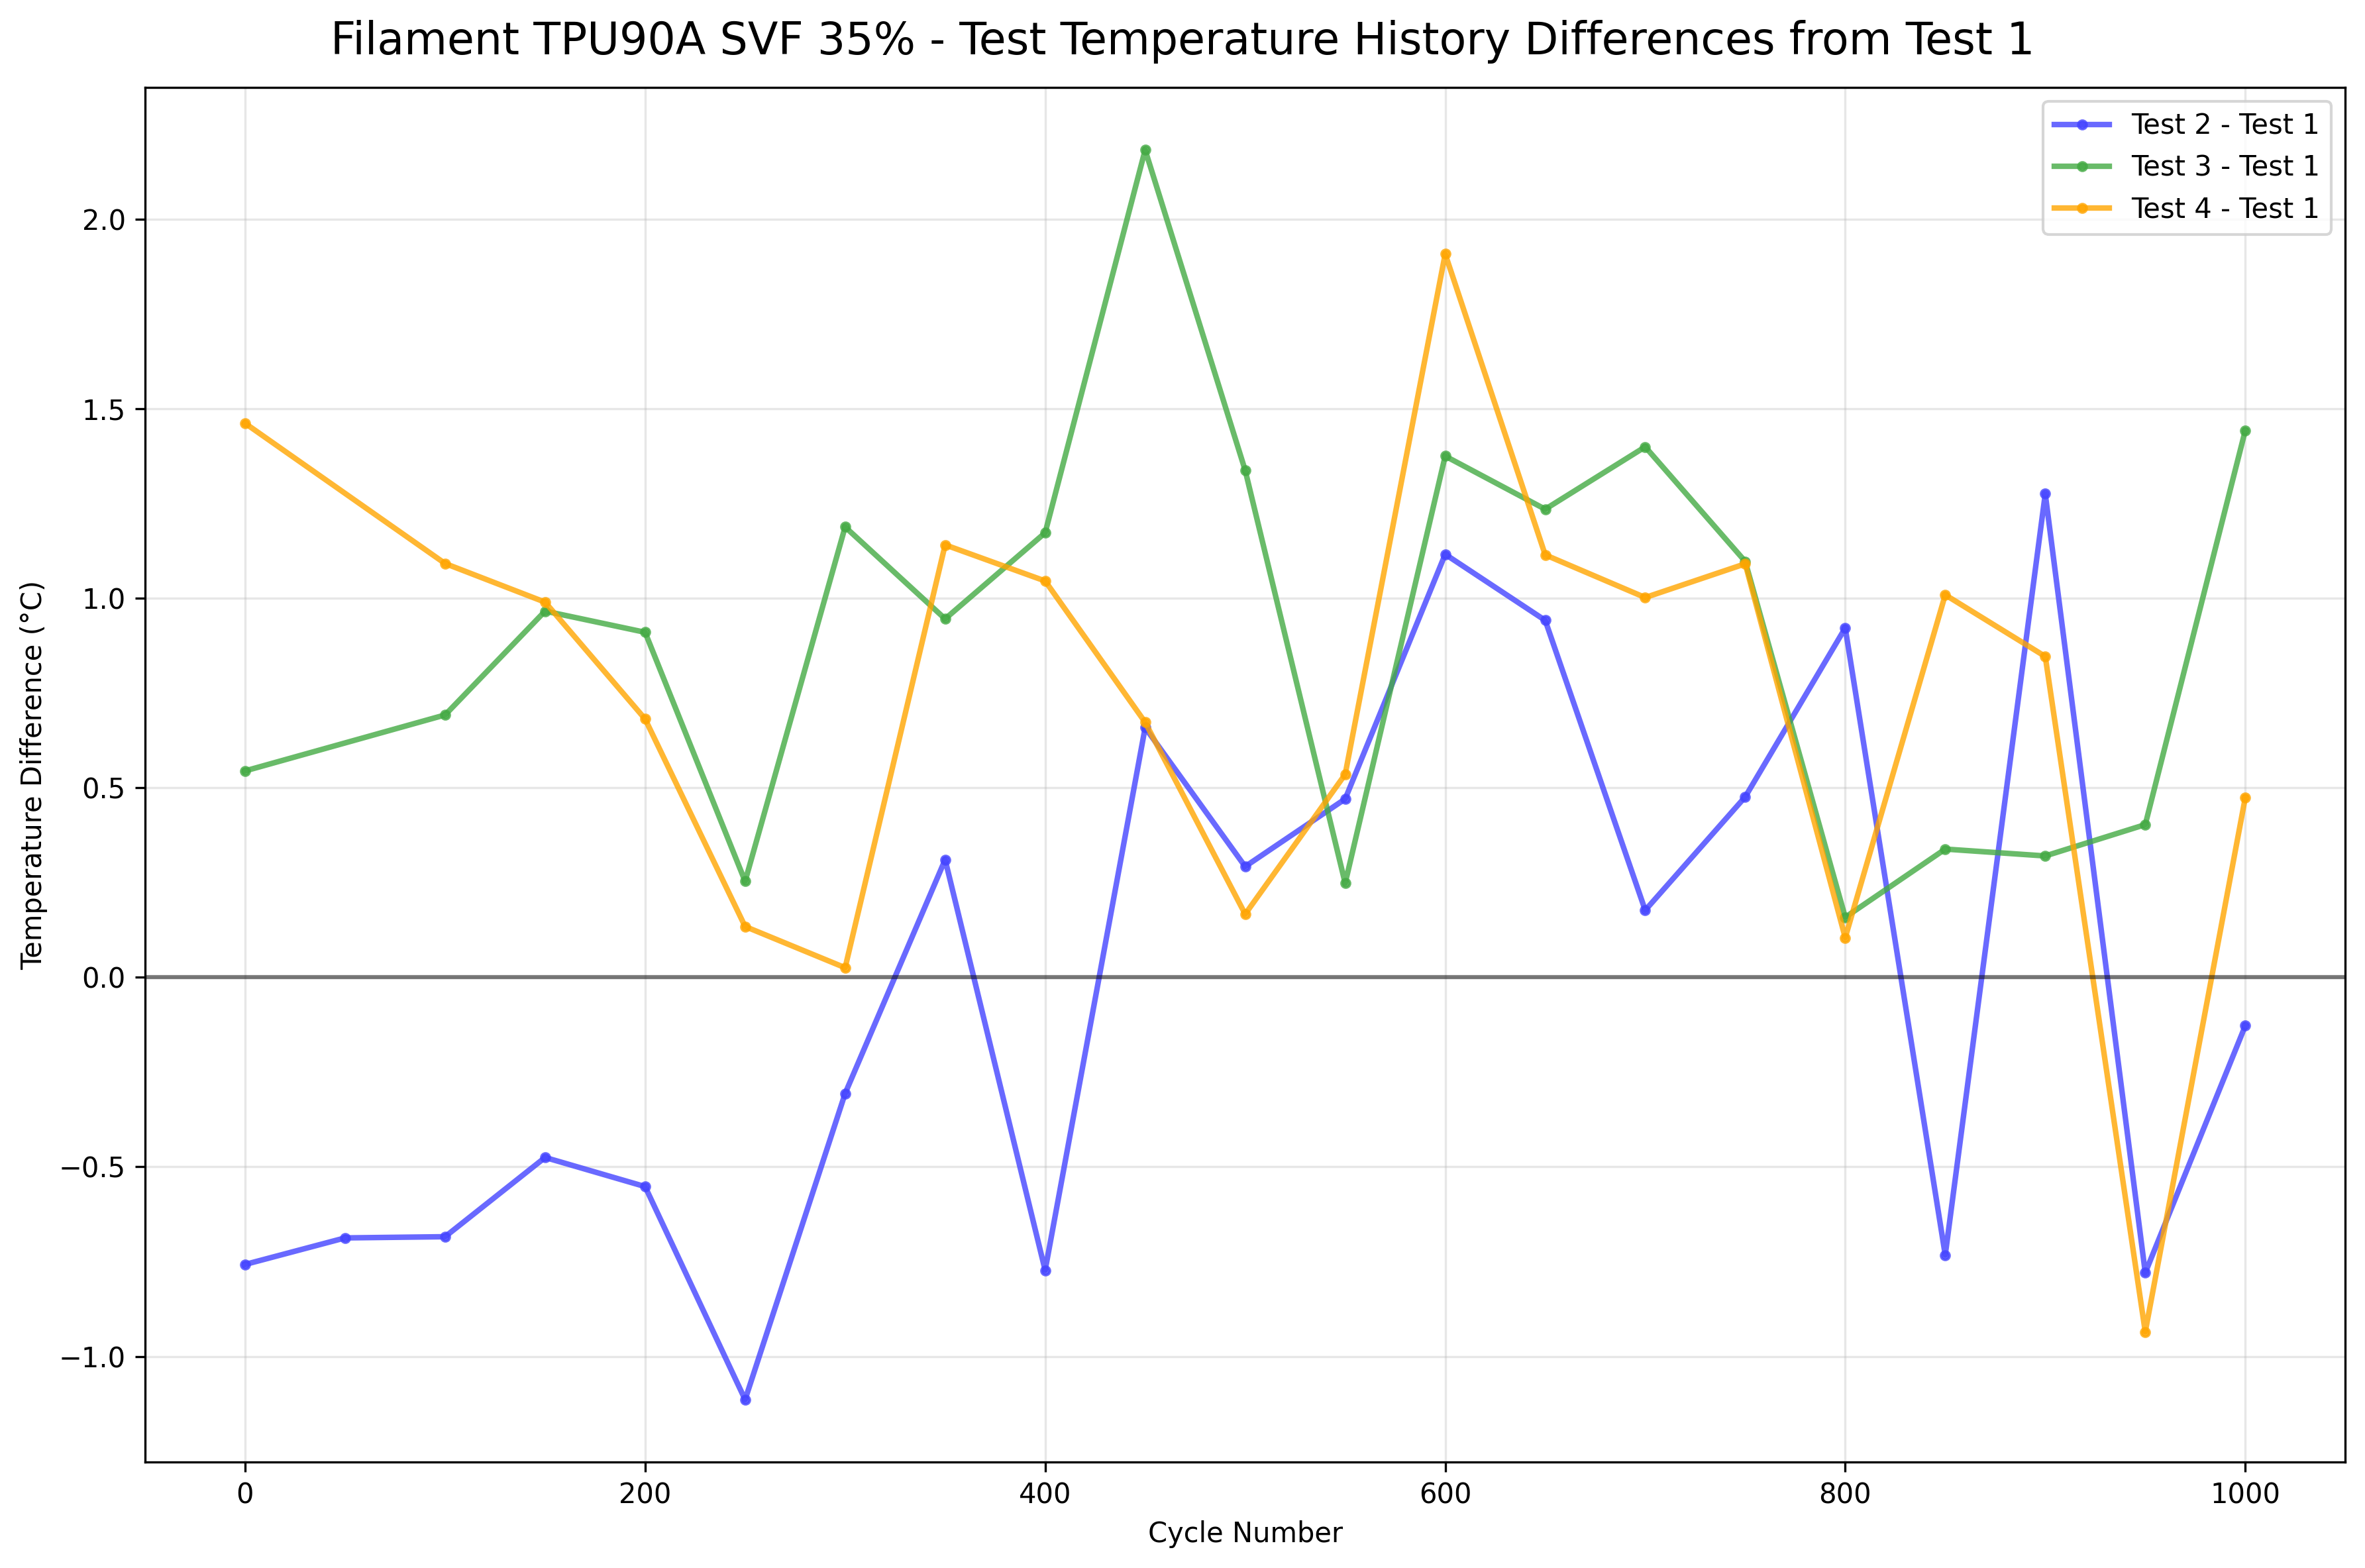 Filament TPU90A SVF 35% - Test Temperature History Differences from Test 1
Test 2 - Test 1
Test 3 - Test 1
Test 4 - Test 1
Temperature Difference (°C)
2.0
1.5
1.0
0.5
0.0
−0.5
−1.0
0 200 400 600 800 1000
Cycle Number